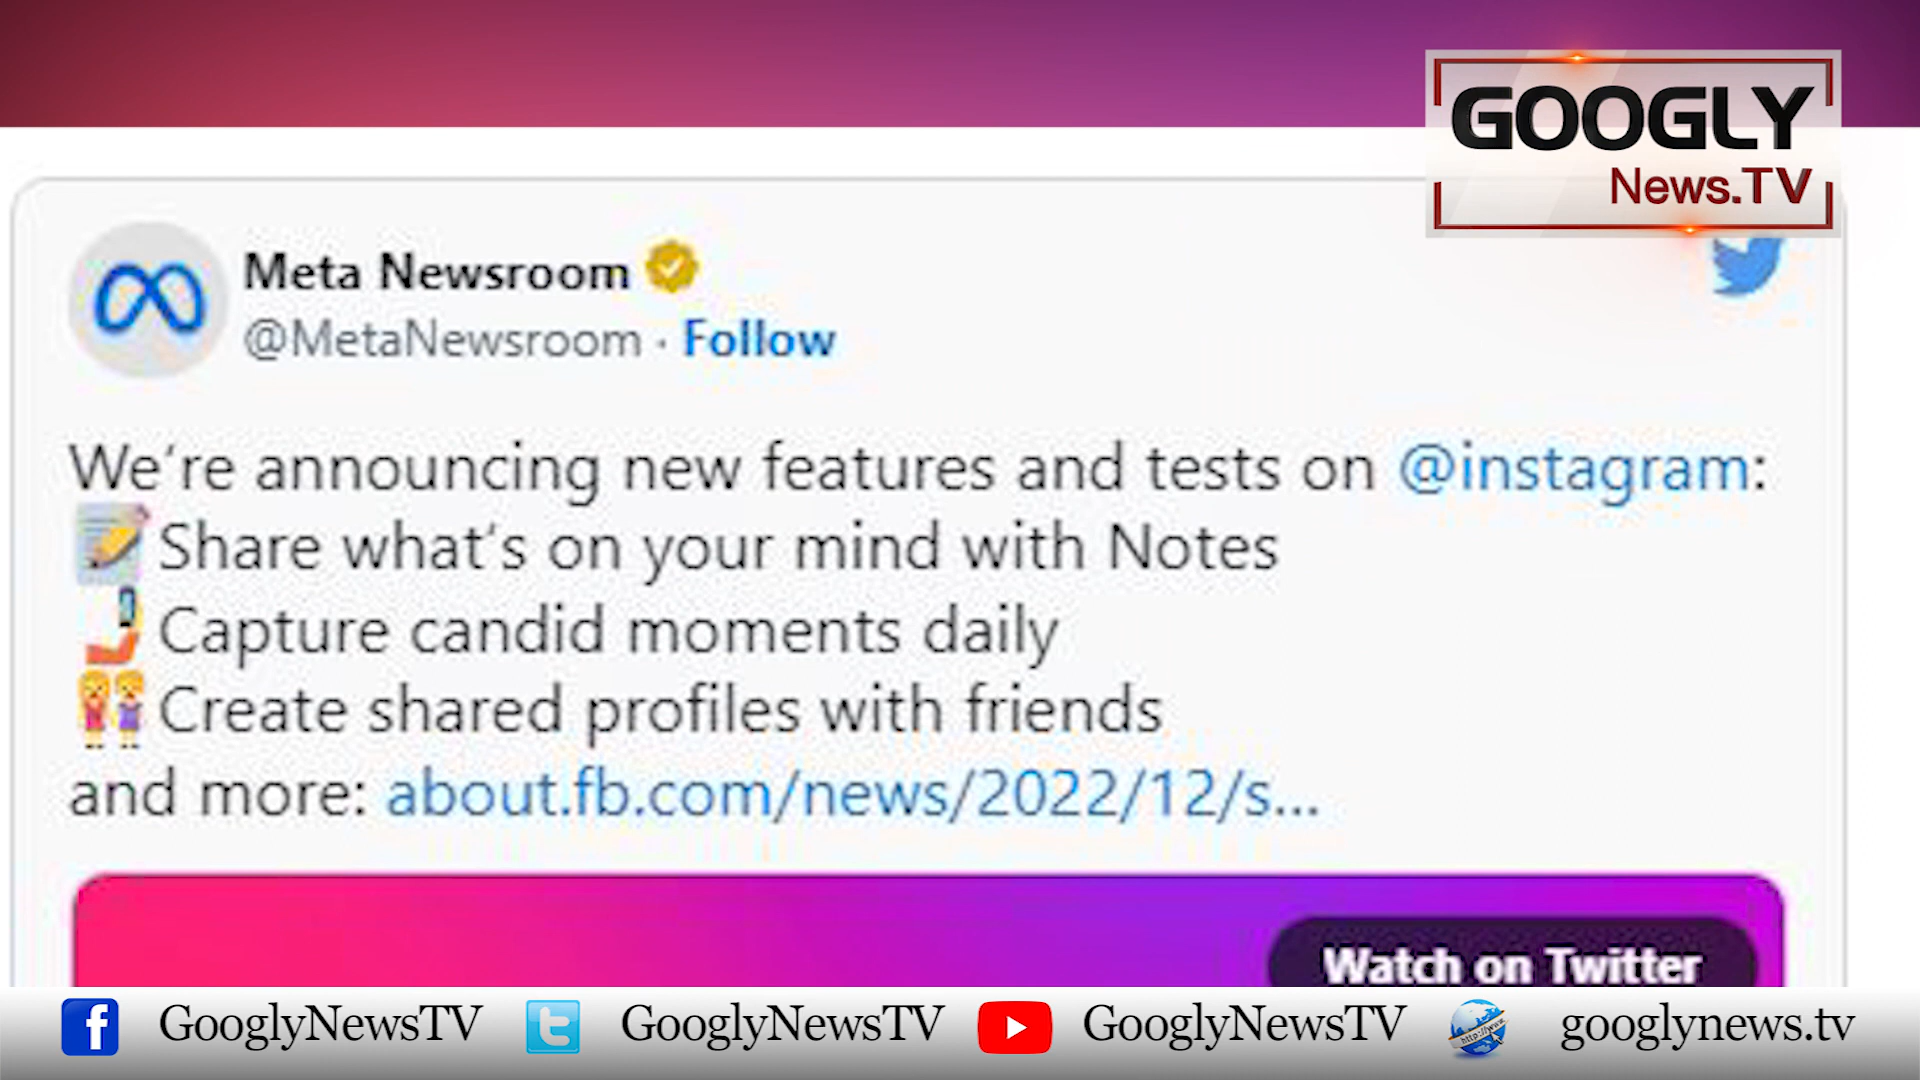 GOOGLY
News.TV
Meta Newsroom
@MetaNewsroom · Follow
We're announcing new features and tests on @instagram:
Share what's on your mind with Notes
Capture candid moments daily
Create shared profiles with friends
and more: about.fb.com/news/2022/12/s...
Watch on Twitter
GooglyNewsTV GooglyNewsTV GooglyNewsTV googlynews.tv